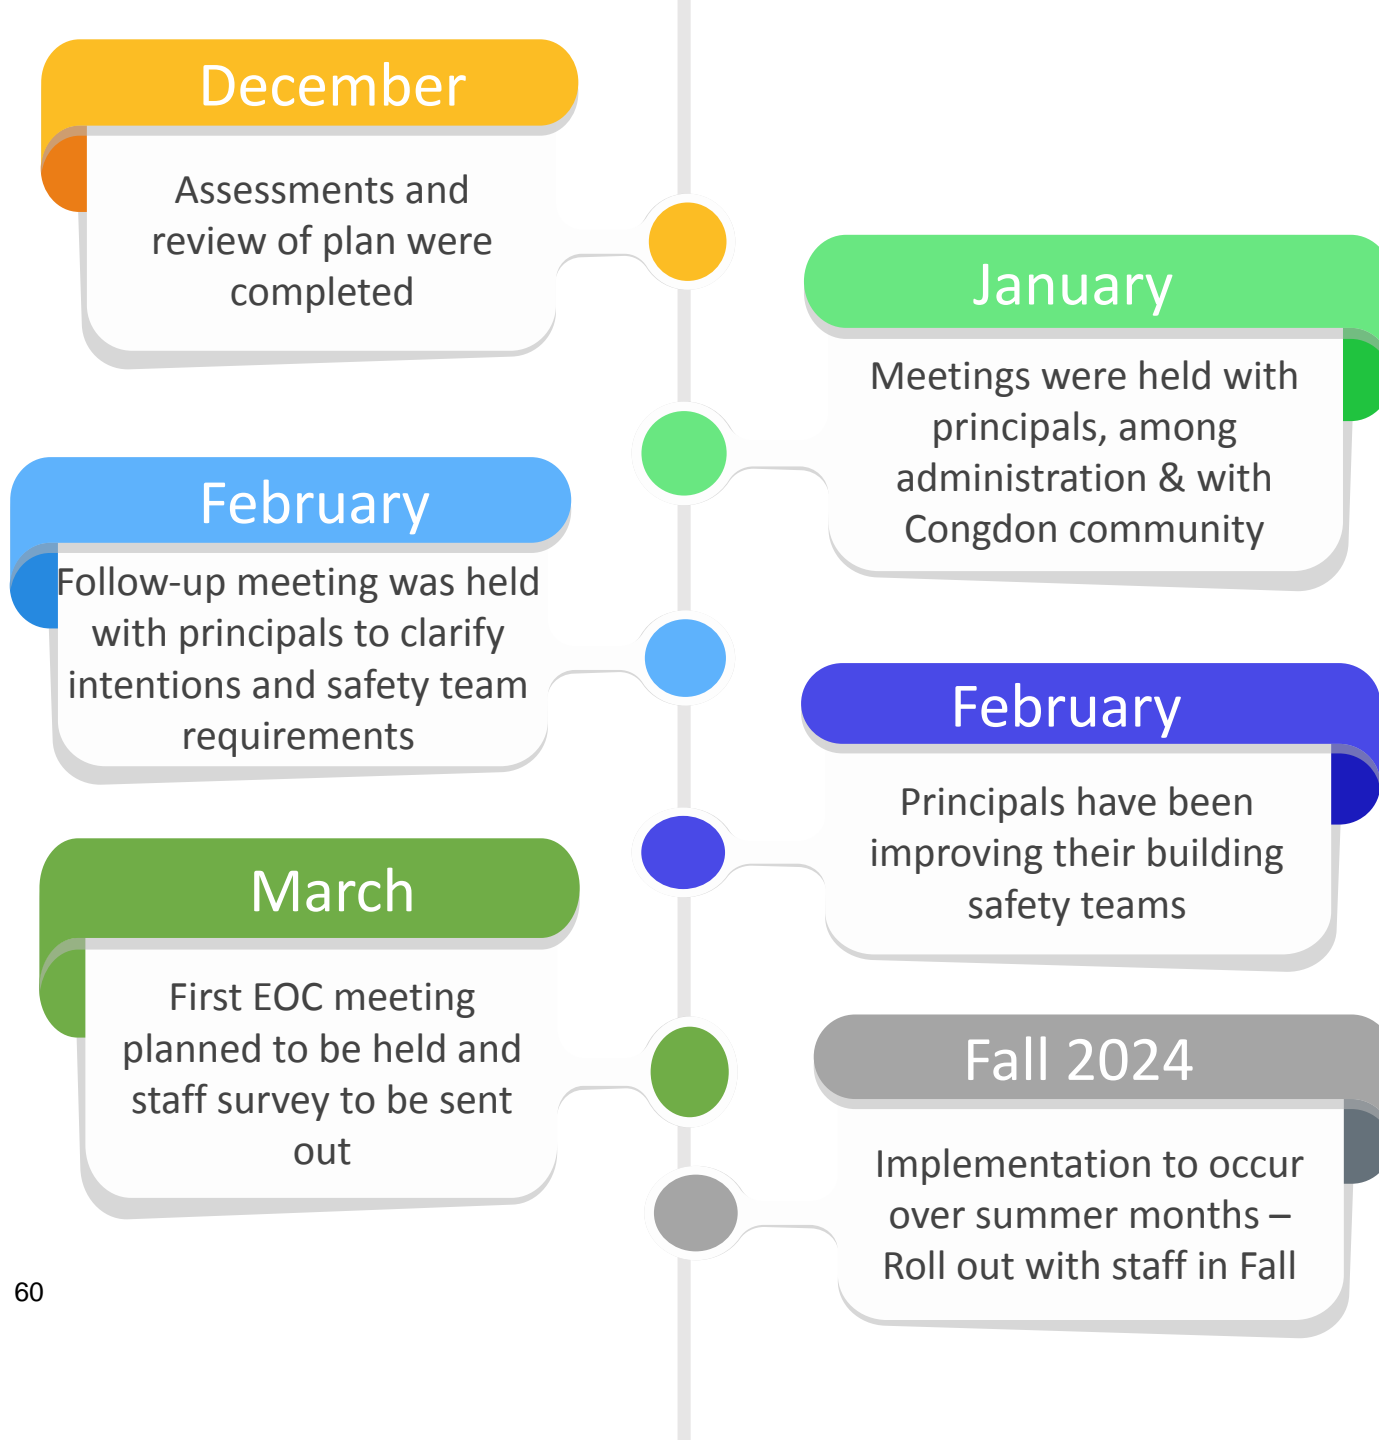 December
Assessments and
review of plan were
completed
January
Meetings were held with
principals, among
administration & with
Congdon community
February
Follow-up meeting was held
with principals to clarify
intentions and safety team
requirements
February
Principals have been
improving their building
safety teams
March
First EOC meeting
planned to be held and
staff survey to be sent
out
Fall 2024
Implementation to occur
over summer months –
Roll out with staff in Fall
60